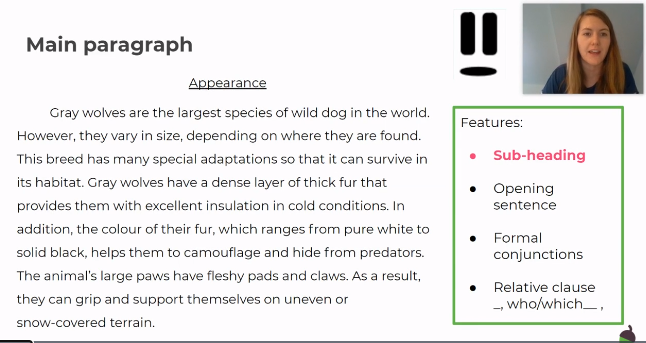 Main paragraph
Appearance
Gray wolves are the largest species of wild dog in the world.
However, they vary in size, depending on where they are found.
This breed has many special adaptations so that it can survive in
its habitat. Gray wolves have a dense layer of thick fur that
provides them with excellent insulation in cold conditions. In
addition, the colour of their fur, which ranges from pure white to
solid black, helps them to camouflage and hide from predators.
The animal's large paws have fleshy pads and claws. As a result,
they can grip and support themselves on uneven or
snow-covered terrain.
Features:
● Sub-heading
● Opening
sentence
● Formal
conjunctions
● Relative clause
_, who/which__ ,